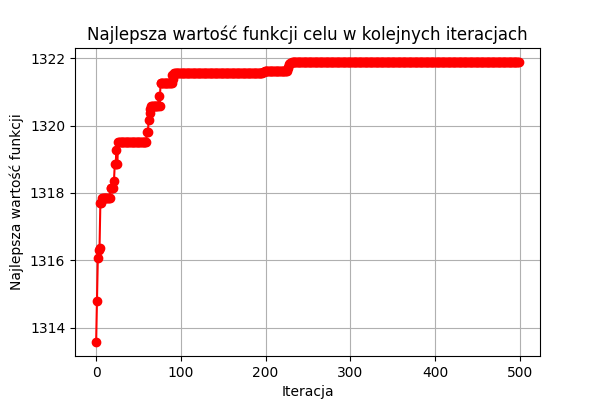 Najlepsza wartość funkcji celu w kolejnych iteracjach
Najlepsza wartość funkcji
1322
1320
1318
1316
1314
0 100 200 300 400 500
Iteracja